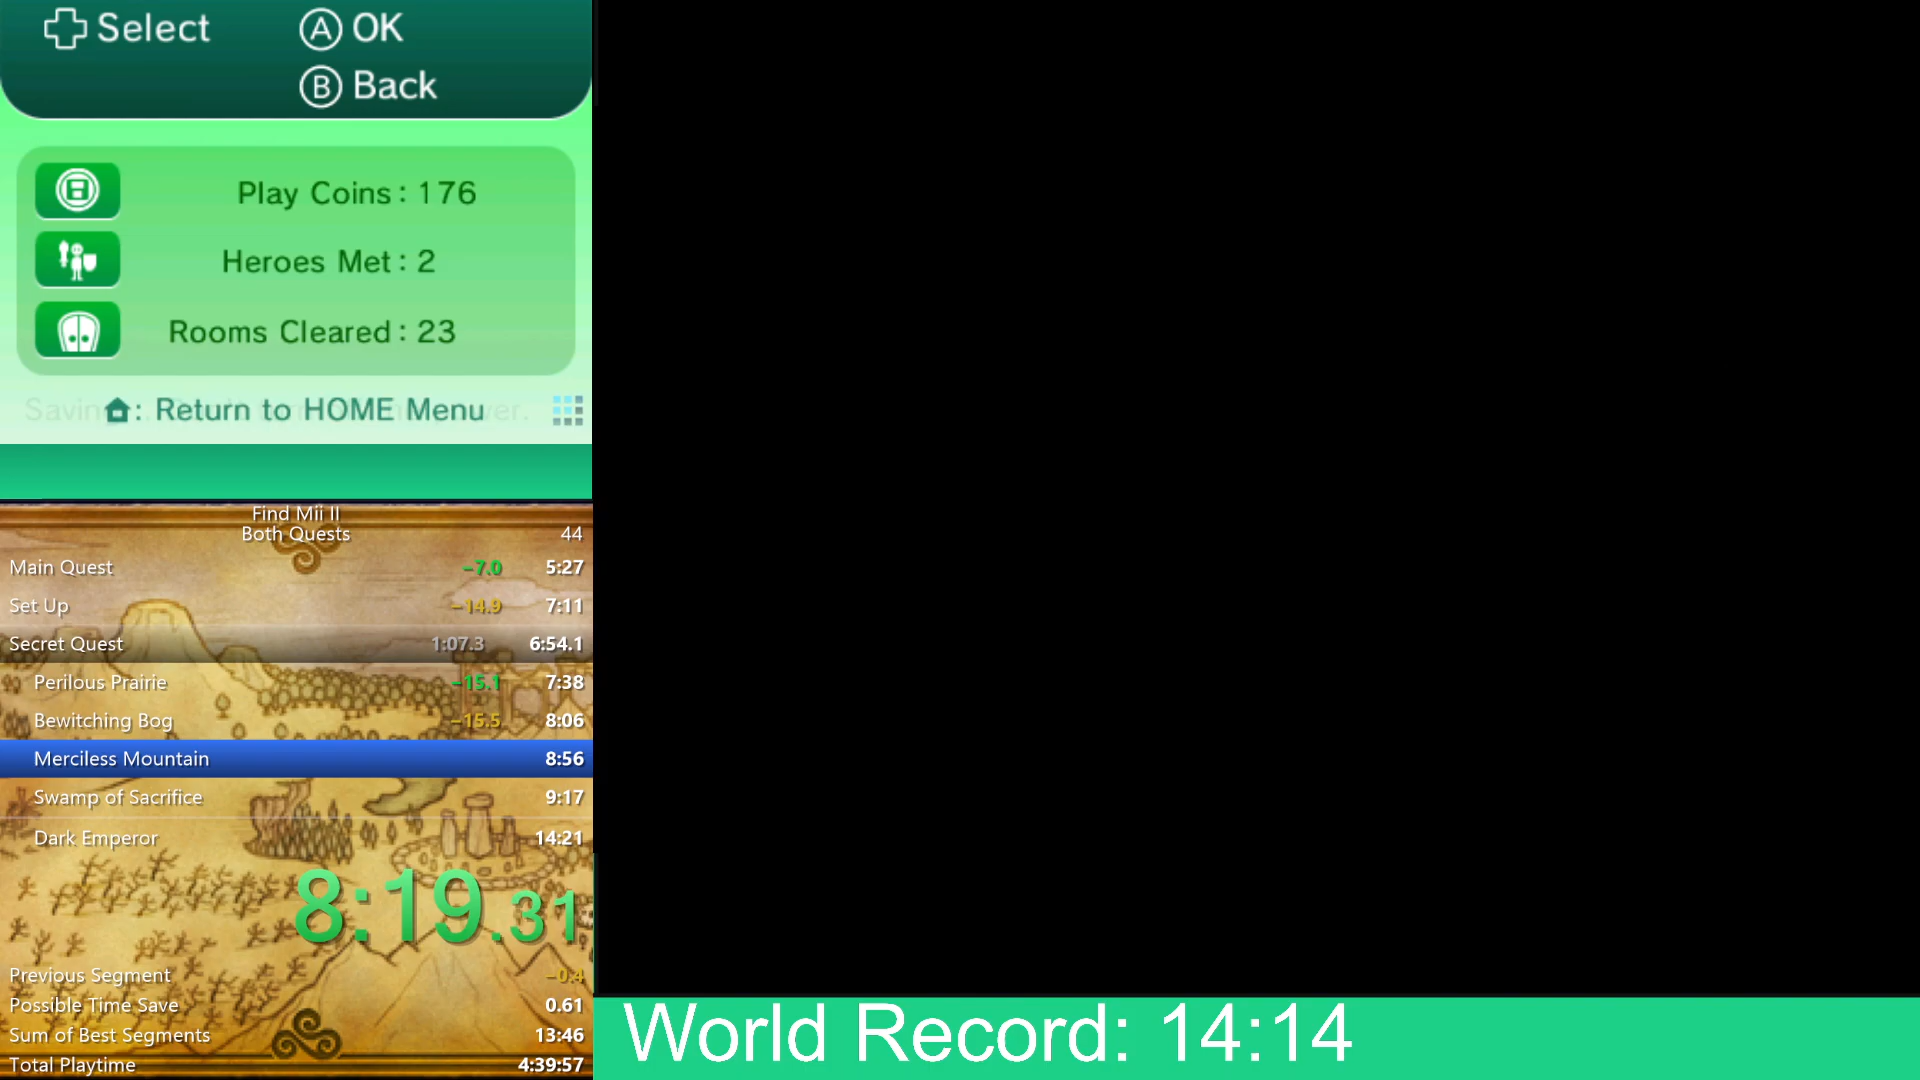 Select
A OK
B Back
Play Coins: 176
Heroes Met: 2
Rooms Cleared: 23
: Return to HOME Menu
Find Mii II
Both Quests 44
Main Quest −7.0 5:27
Set Up −14.9 7:11
Secret Quest 1:07.3 6:54.1
Perilous Prairie −15.1 7:38
Bewitching Bog −15.5 8:06
Merciless Mountain 8:56
Swamp of Sacrifice 9:17
Dark Emperor 14:21
8:19.31
Previous Segment −0.4
Possible Time Save 0.61
Sum of Best Segments 13:46
Total Playtime 4:39:57
World Record: 14:14